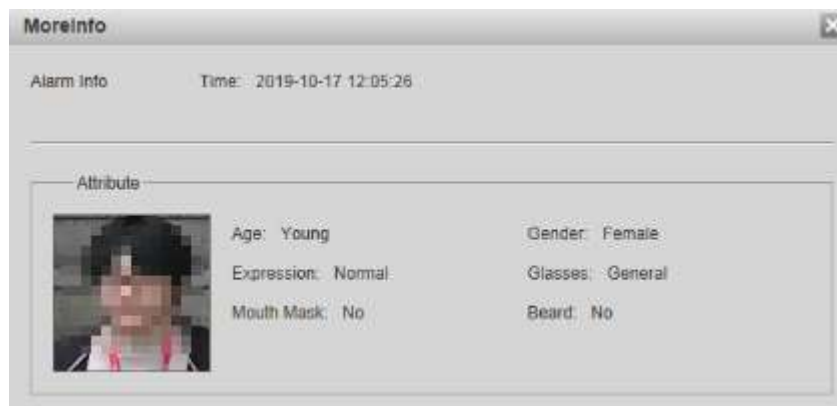 MoreInfo
Alarm Info Time: 2019-10-17 12:05:26
Attribute
Age: Young Gender: Female
Expression: Normal Glasses: General
Mouth Mask: No Beard: No